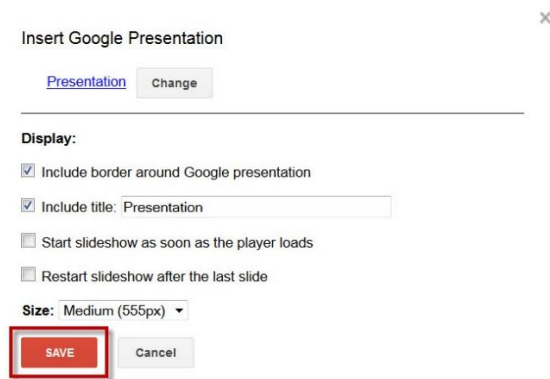 Insert Google Presentation
Presentation Change
Display:
Include border around Google presentation
Include title: Presentation
Start slideshow as soon as the player loads
Restart slideshow after the last slide
Size: Medium (555px)
SAVE Cancel